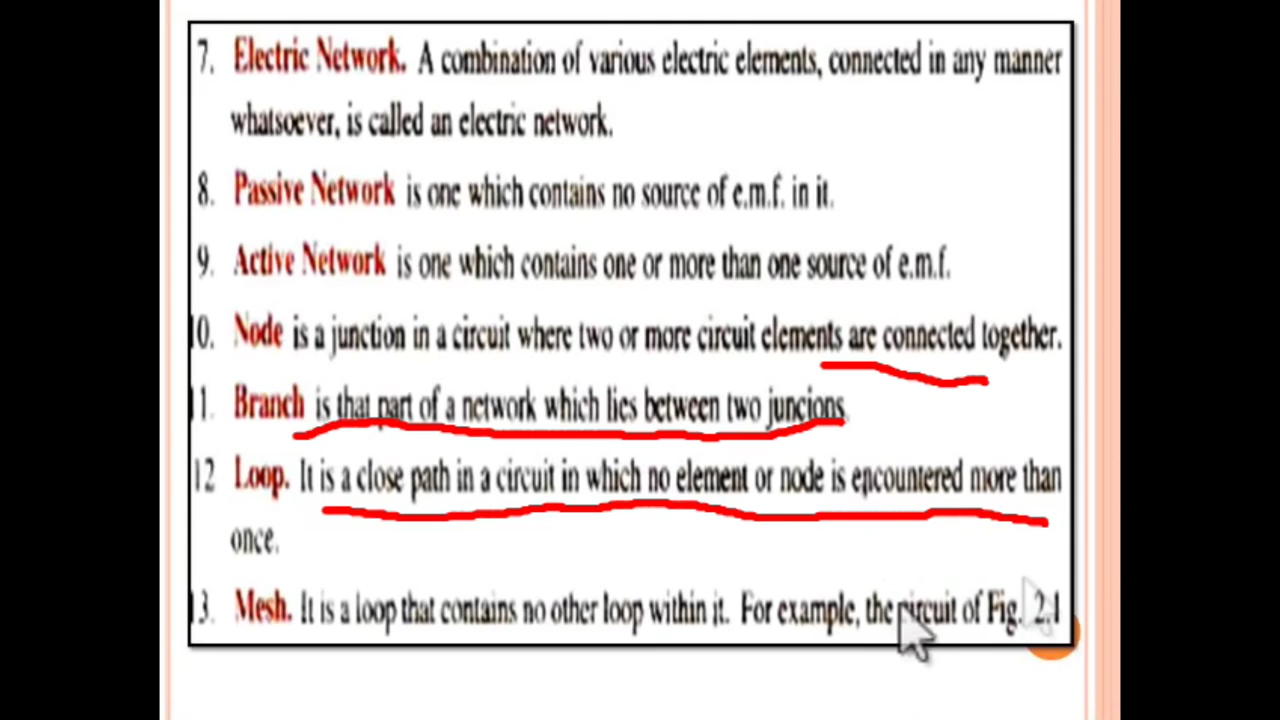 7. Electric Network. A combination of various electric elements, connected in any manner
whatsoever, is called an electric network.
8. Passive Network is one which contains no source of e.m.f. in it.
9. Active Network is one which contains one or more than one source of e.m.f.
10. Node is a junction in a circuit where two or more circuit elements are connected together.
11. Branch is that part of a network which lies between two juncions.
12 Loop. It is a close path in a circuit in which no element or node is encountered more than
once.
13. Mesh. It is a loop that contains no other loop within it. For example, the circuit of Fig. 2.1